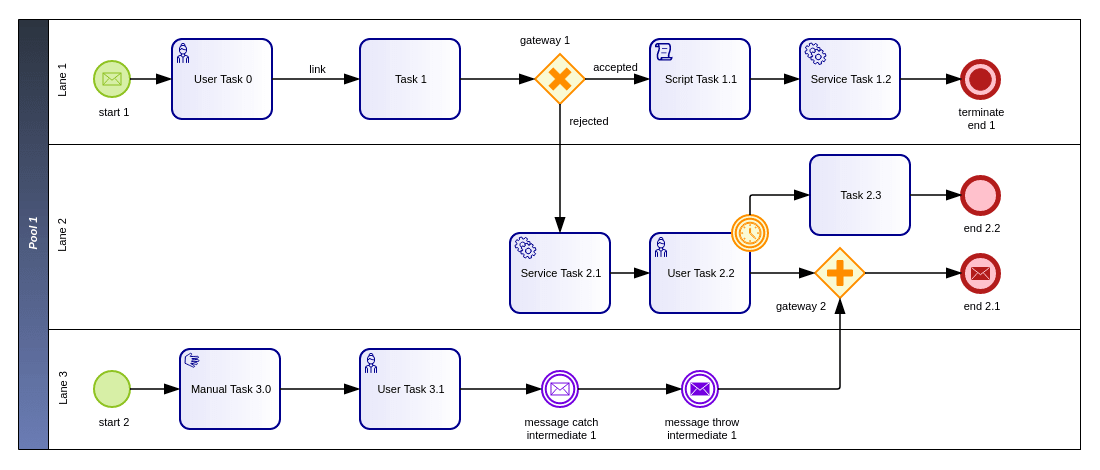 Pool 1
Lane 1
start 1
User Task 0
link
Task 1
gateway 1
accepted
rejected
Script Task 1.1
Service Task 1.2
terminate
end 1
Lane 2
Service Task 2.1
User Task 2.2
Task 2.3
end 2.2
gateway 2
end 2.1
Lane 3
start 2
Manual Task 3.0
User Task 3.1
message catch
intermediate 1
message throw
intermediate 1